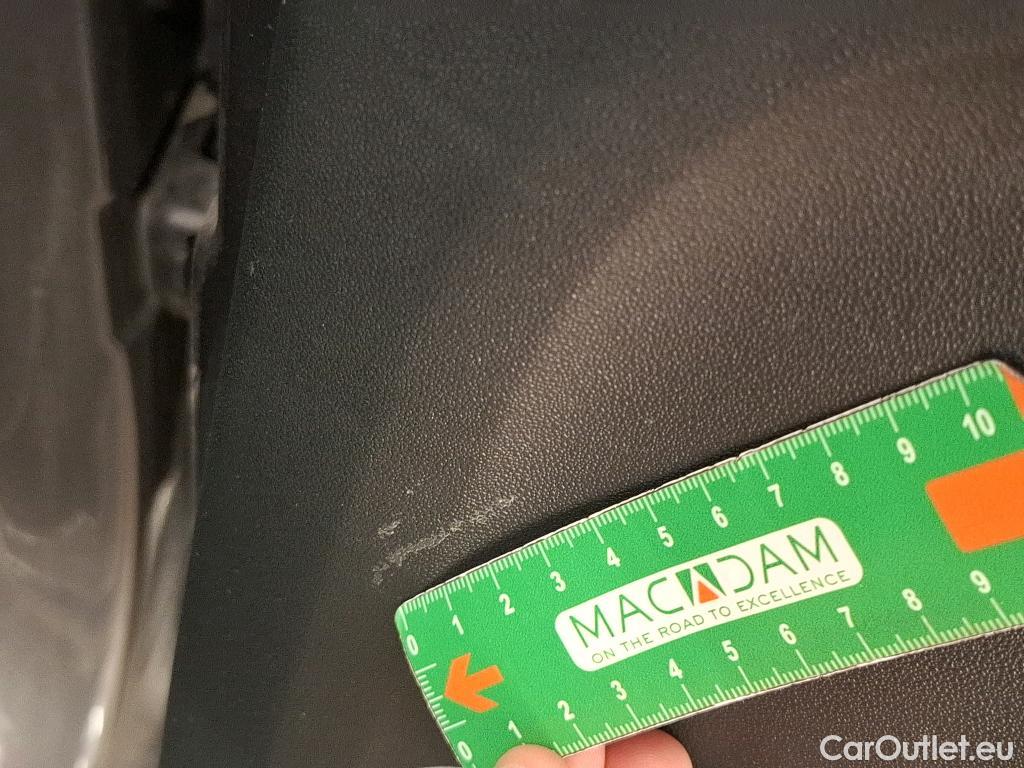 0 1 2 3 4 5 6 7 8 9 10
MACADAM
ON THE ROAD TO EXCELLENCE
0 1 2 3 4 5 6 7 8 9
CarOutlet.eu